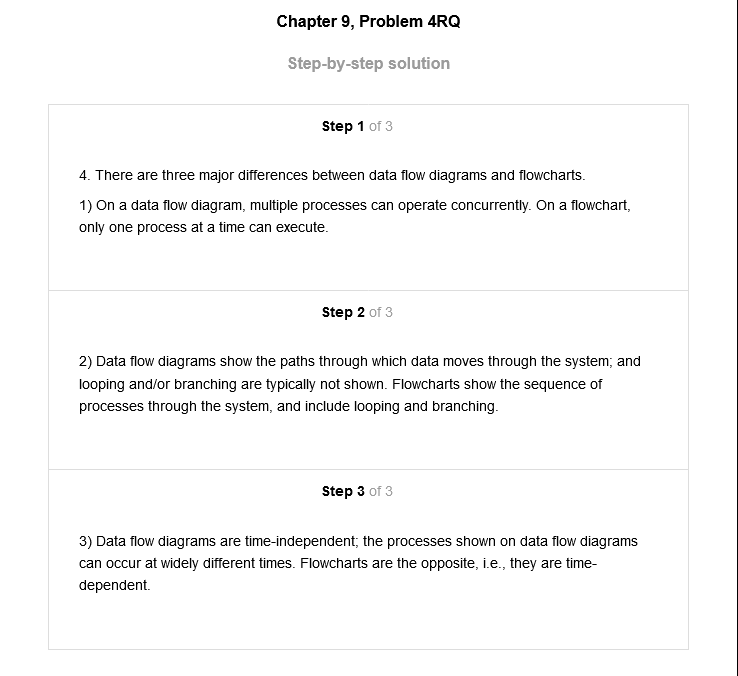 Chapter 9, Problem 4RQ
Step-by-step solution
Step 1 of 3
4. There are three major differences between data flow diagrams and flowcharts.
1) On a data flow diagram, multiple processes can operate concurrently. On a flowchart,
only one process at a time can execute.
Step 2 of 3
2) Data flow diagrams show the paths through which data moves through the system; and
looping and/or branching are typically not shown. Flowcharts show the sequence of
processes through the system, and include looping and branching.
Step 3 of 3
3) Data flow diagrams are time-independent; the processes shown on data flow diagrams
can occur at widely different times. Flowcharts are the opposite, i.e., they are time-
dependent.